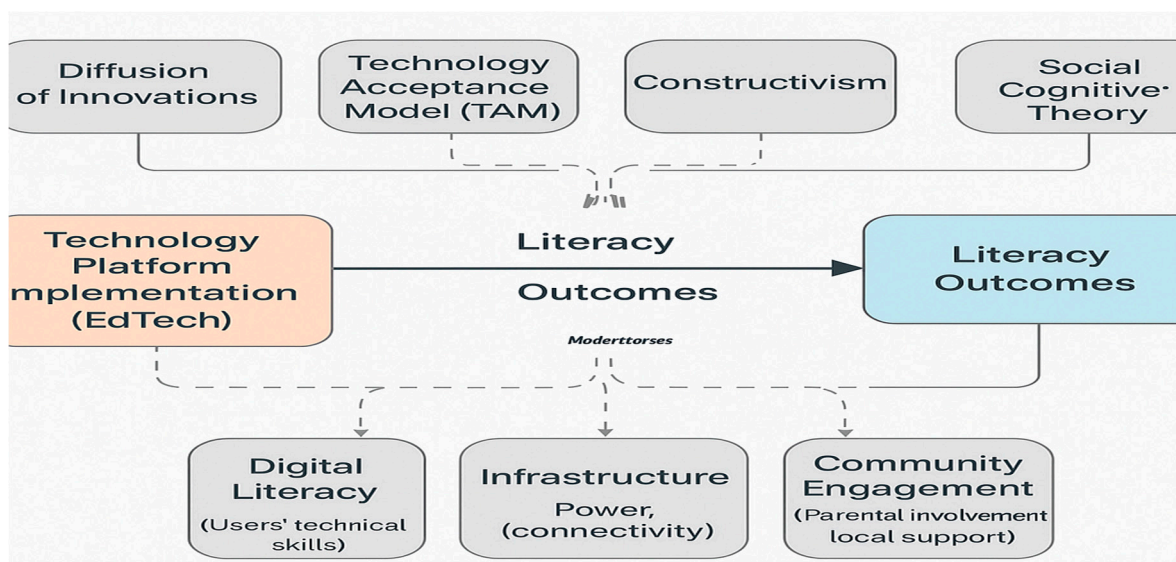 Diffusion
of Innovations
Technology
Acceptance
Model (TAM)
Constructivism
Social
Cognitive·
Theory
Technology
Platform
mplementation
(EdTech)
Literacy
Outcomes
Literacy
Outcomes
Moderttorses
Digital
Literacy
(Users' technical
skills)
Infrastructure
Power,
(connectivity)
Community
Engagement
(Parental involvement
local support)